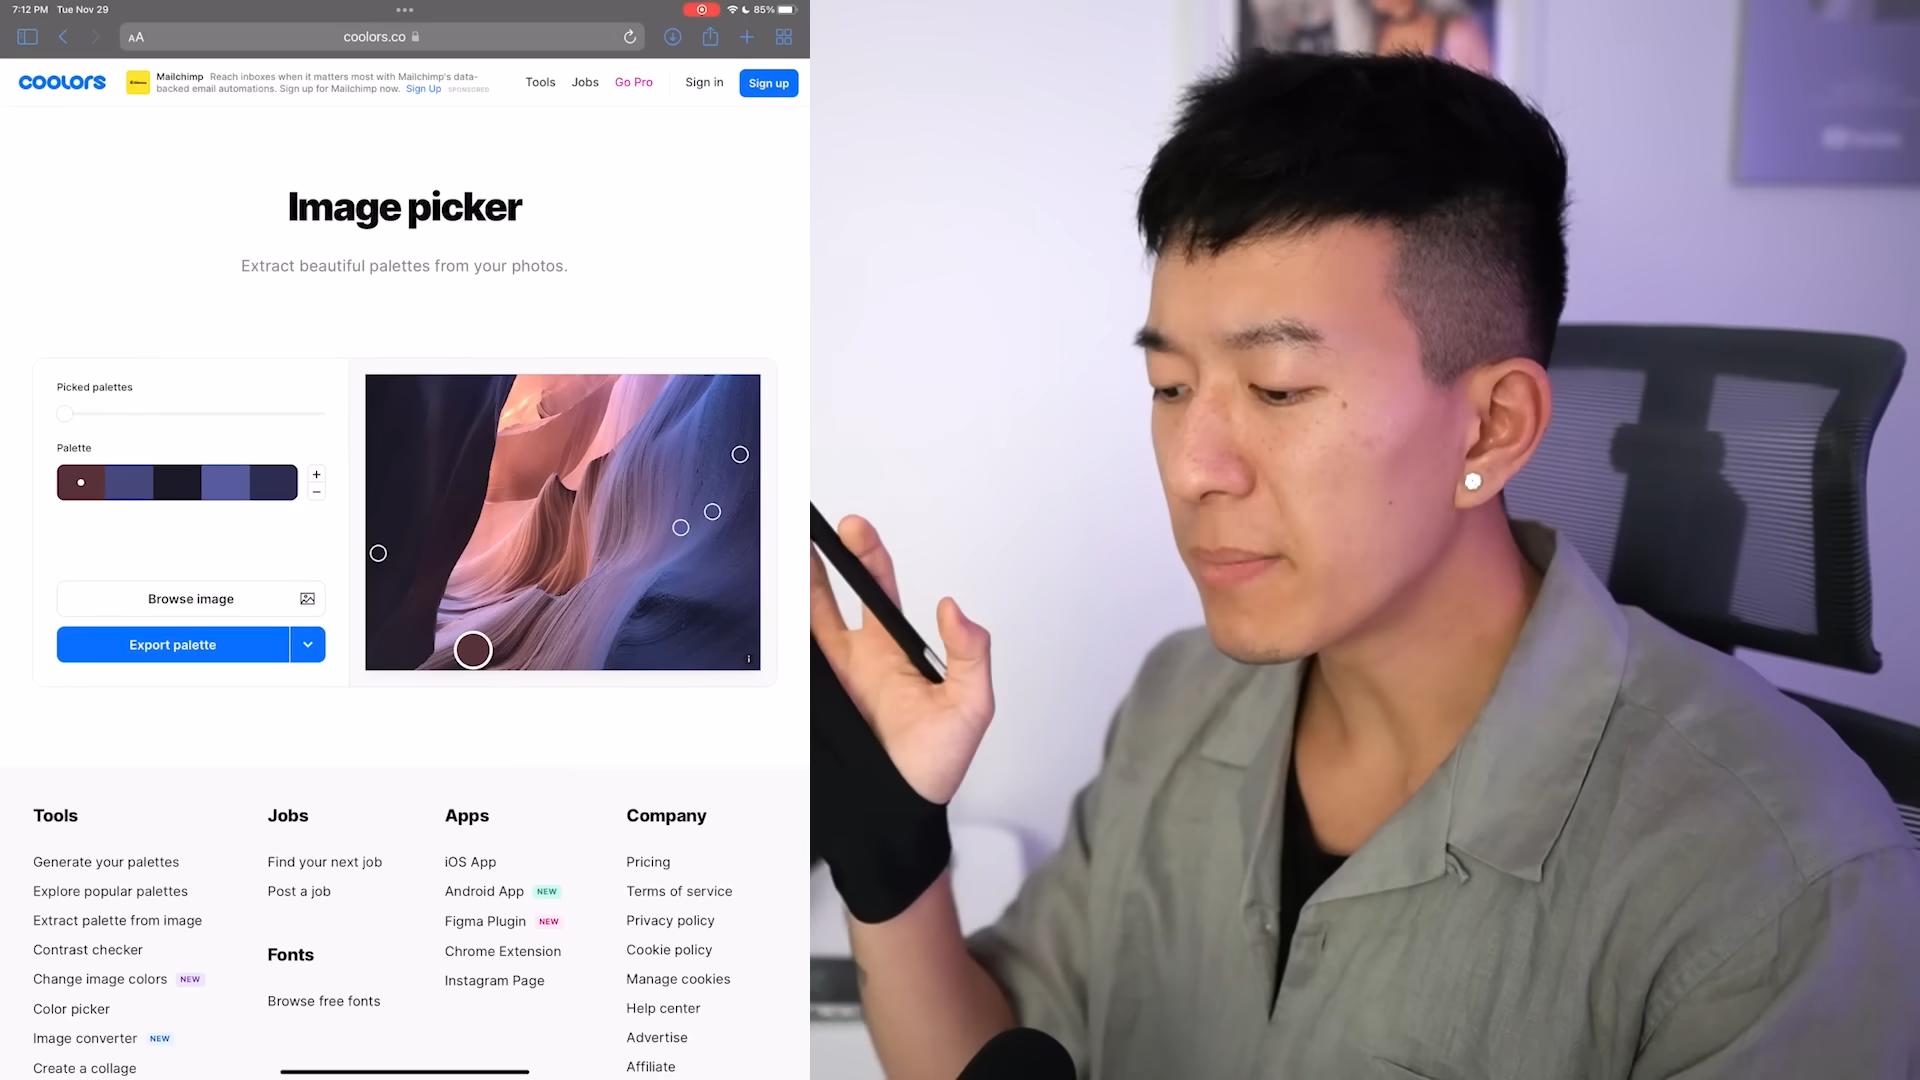 7:12 PM Tue Nov 29
85%
AA
coolors.co
coolors
Mailchimp Reach inboxes when it matters most with Mailchimp's data-
backed email automations. Sign up for Mailchimp now. Sign Up SPONSORED
Tools
Jobs
Go Pro
Sign in
Sign up
Image picker
Extract beautiful palettes from your photos.
Picked palettes
Palette
+
−
Browse image
Export palette
i
Tools
Generate your palettes
Explore popular palettes
Extract palette from image
Contrast checker
Change image colors NEW
Color picker
Image converter NEW
Create a collage
Jobs
Find your next job
Post a job
Fonts
Browse free fonts
Apps
iOS App
Android App NEW
Figma Plugin NEW
Chrome Extension
Instagram Page
Company
Pricing
Terms of service
Privacy policy
Cookie policy
Manage cookies
Help center
Advertise
Affiliate